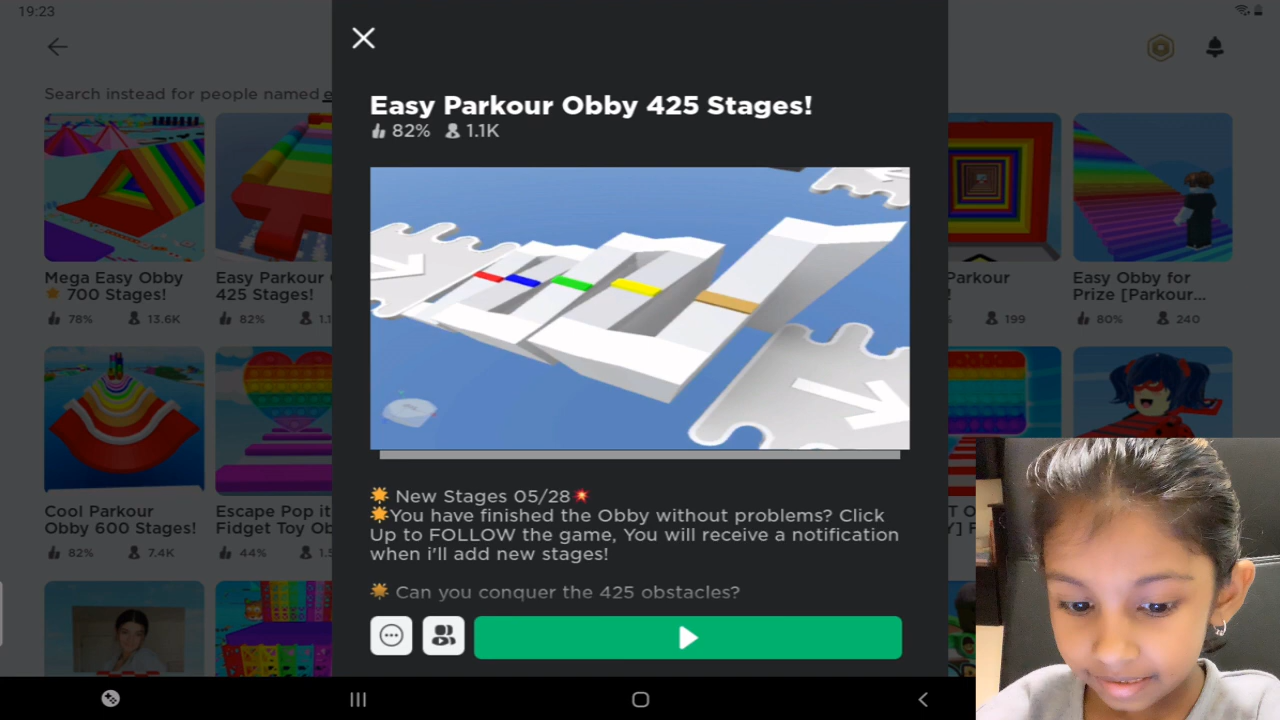 19:23
Search instead for people named
Easy Parkour Obby 425 Stages!
82% 1.1K
Mega Easy Obby
700 Stages!
78% 13.6K
Easy Parkour
425 Stages!
82%
Parkour
199
Easy Obby for
Prize [Parkour...
80% 240
Cool Parkour
Obby 600 Stages!
82% 7.4K
Escape Pop it
Fidget Toy
44%
New Stages 05/28
You have finished the Obby without problems? Click
Up to FOLLOW the game, You will receive a notification
when i'll add new stages!
Can you conquer the 425 obstacles?